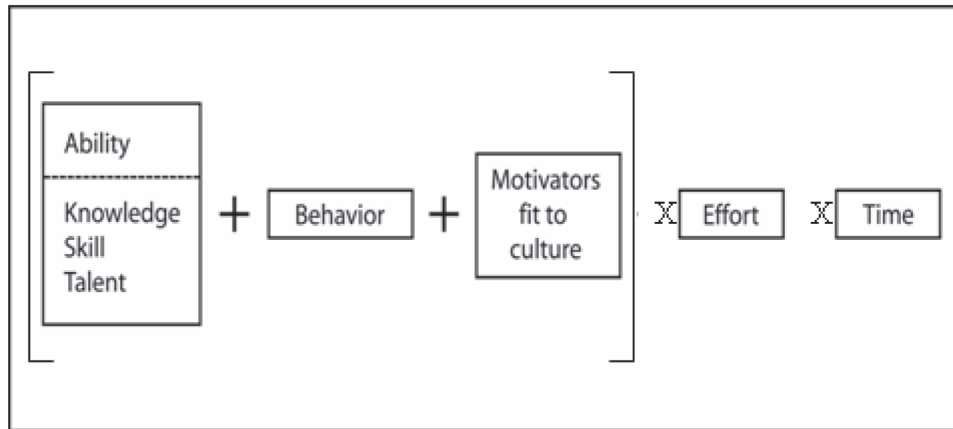 Ability
Knowledge
Skill
Talent
+
Behavior
+
Motivators
fit to
culture
X
Effort
X
Time